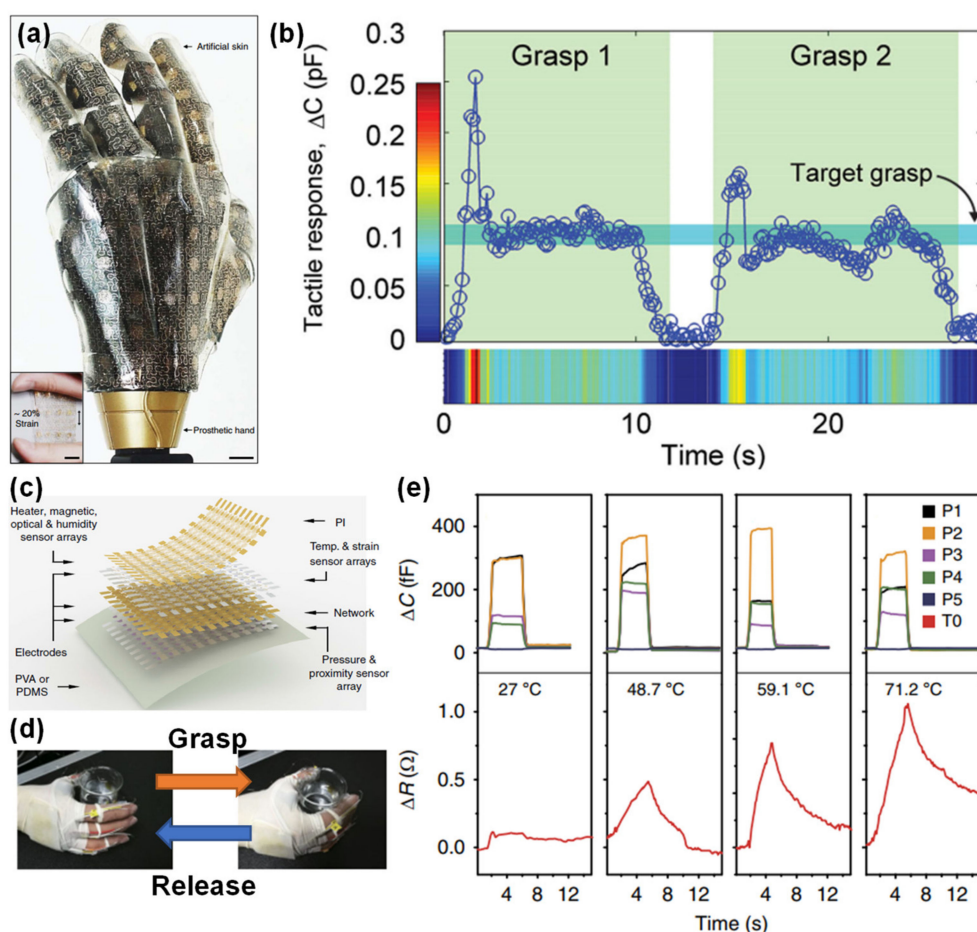 (a)
Artificial skin
~ 20%
Strain
Prosthetic hand
(b)
Tactile response, ΔC (pF)
0.3
0.25
0.2
0.15
0.1
0.05
0
Grasp 1
Grasp 2
Target grasp
0
10
20
Time (s)
(c)
Heater, magnetic,
optical & humidity
sensor arrays
Electrodes
PVA or
PDMS
PI
Temp. & strain
sensor arrays
Network
Pressure &
proximity sensor
array
(d)
Grasp
Release
(e)
ΔC (fF)
400
200
0
P1
P2
P3
P4
P5
T0
27 °C
48.7 °C
59.1 °C
71.2 °C
ΔR (Ω)
1.0
0.5
0.0
4 8 12
4 8 12
4 8 12
4 8 12
Time (s)